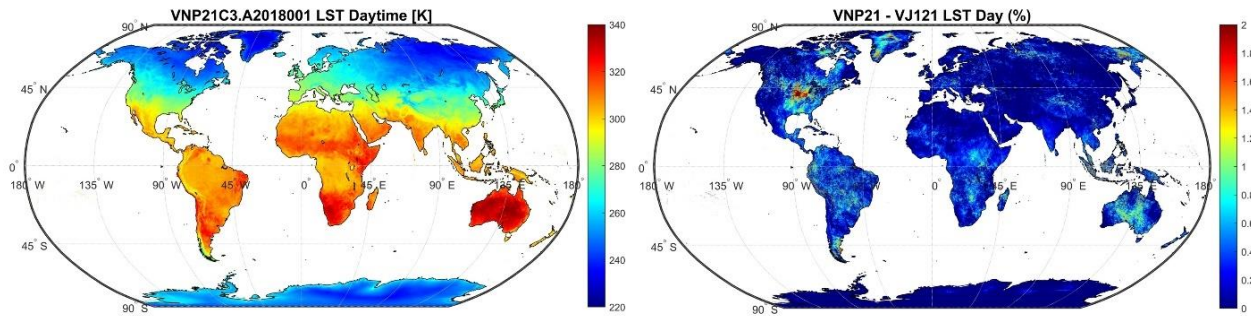 VNP21C3.A2018001 LST Daytime [K]
90° N
45° N
0°
180° W 135° W 90° W 45° W 0 45° E 90° E 135° E 180° E
45° S
90° S
340
320
300
280
260
240
220
VNP21 - VJ121 LST Day (%)
90° N
45° N
0°
180° W 135° W 90° W 45° W 0 45° E 90° E 135° E 180° E
45° S
90° S
2
1.8
1.6
1.4
1.2
1
0.8
0.6
0.4
0.2
0